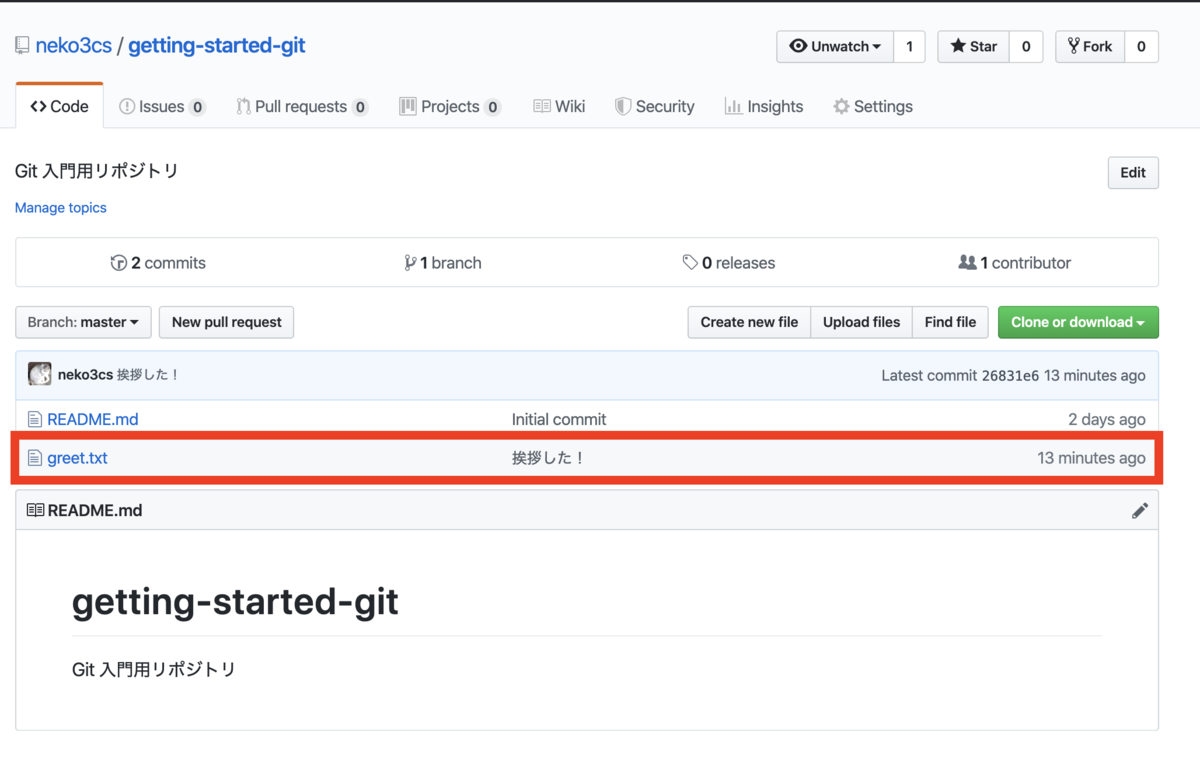 neko3cs / getting-started-git
Unwatch 1 Star 0 Fork 0
Code Issues 0 Pull requests 0 Projects 0 Wiki Security Insights Settings
Git 入門用リポジトリ
Edit
Manage topics
2 commits 1 branch 0 releases 1 contributor
Branch: master New pull request Create new file Upload files Find file Clone or download
neko3cs 挨拶した！ Latest commit 26831e6 13 minutes ago
README.md Initial commit 2 days ago
greet.txt 挨拶した！ 13 minutes ago
README.md
getting-started-git
Git 入門用リポジトリ